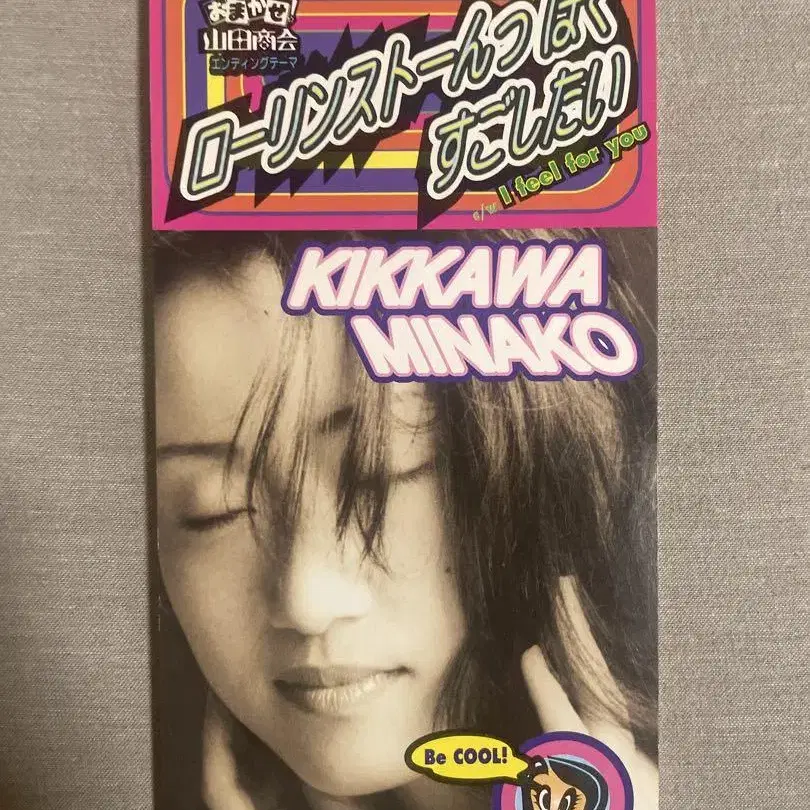 おまかせ!
山田商会
エンディングテーマ
ローリンストーんっぽく
すごしたい
c/w I feel for you
KIKKAWA
MINAKO
Be COOL!